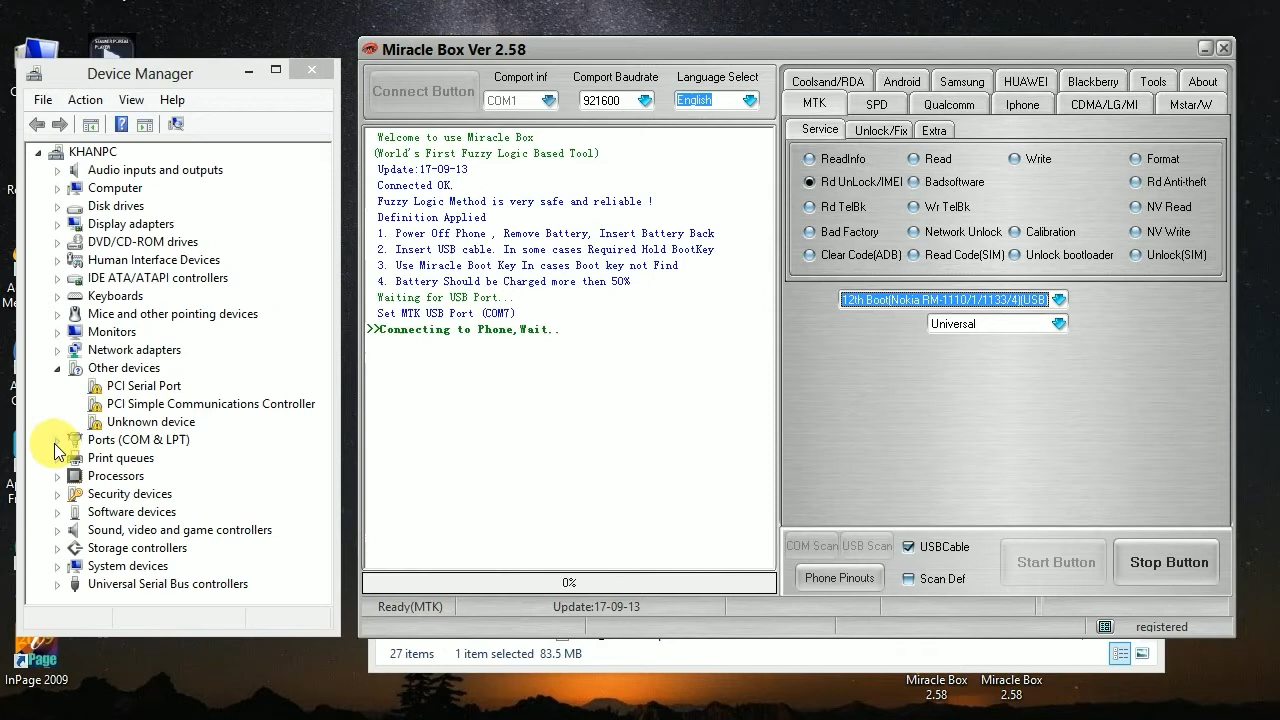 Device Manager
File Action View Help
KHANPC
Audio inputs and outputs
Computer
Disk drives
Display adapters
DVD/CD-ROM drives
Human Interface Devices
IDE ATA/ATAPI controllers
Keyboards
Mice and other pointing devices
Monitors
Network adapters
Other devices
PCI Serial Port
PCI Simple Communications Controller
Unknown device
Ports (COM & LPT)
Print queues
Processors
Security devices
Software devices
Sound, video and game controllers
Storage controllers
System devices
Universal Serial Bus controllers
InPage 2009
Miracle Box Ver 2.58
Connect Button
Comport inf Comport Baudrate Language Select
COM1 921600 English
Welcome to use Miracle Box
(World's First Fuzzy Logic Based Tool)
Update:17-09-13
Connected OK.
Fuzzy Logic Method is very safe and reliable !
Definition Applied
1. Power Off Phone , Remove Battery, Insert Battery Back
2. Insert USB cable. In some cases Required Hold BootKey
3. Use Miracle Boot Key In cases Boot key not Find
4. Battery Should be Charged more then 50%
Waiting for USB Port...
Set MTK USB Port (COM7)
>>Connecting to Phone,Wait..
0%
Ready(MTK) Update:17-09-13
Coolsand/RDA Android Samsung HUAWEI Blackberry Tools About
MTK SPD Qualcomm Iphone CDMA/LG/MI Mstar/W
Service Unlock/Fix Extra
ReadInfo Read Write Format
Rd UnLock/IMEI Badsoftware Rd Anti-theft
Rd TelBk Wr TelBk NV Read
Bad Factory Network Unlock Calibration NV Write
Clear Code(ADB) Read Code(SIM) Unlock bootloader Unlock(SIM)
12th Boot(Nokia RM-1110/1/1133/4)(USB)
Universal
COM Scan USB Scan USBCable
Start Button Stop Button
Phone Pinouts Scan Def
registered
27 items 1 item selected 83.5 MB
Miracle Box Miracle Box
2.58 2.58